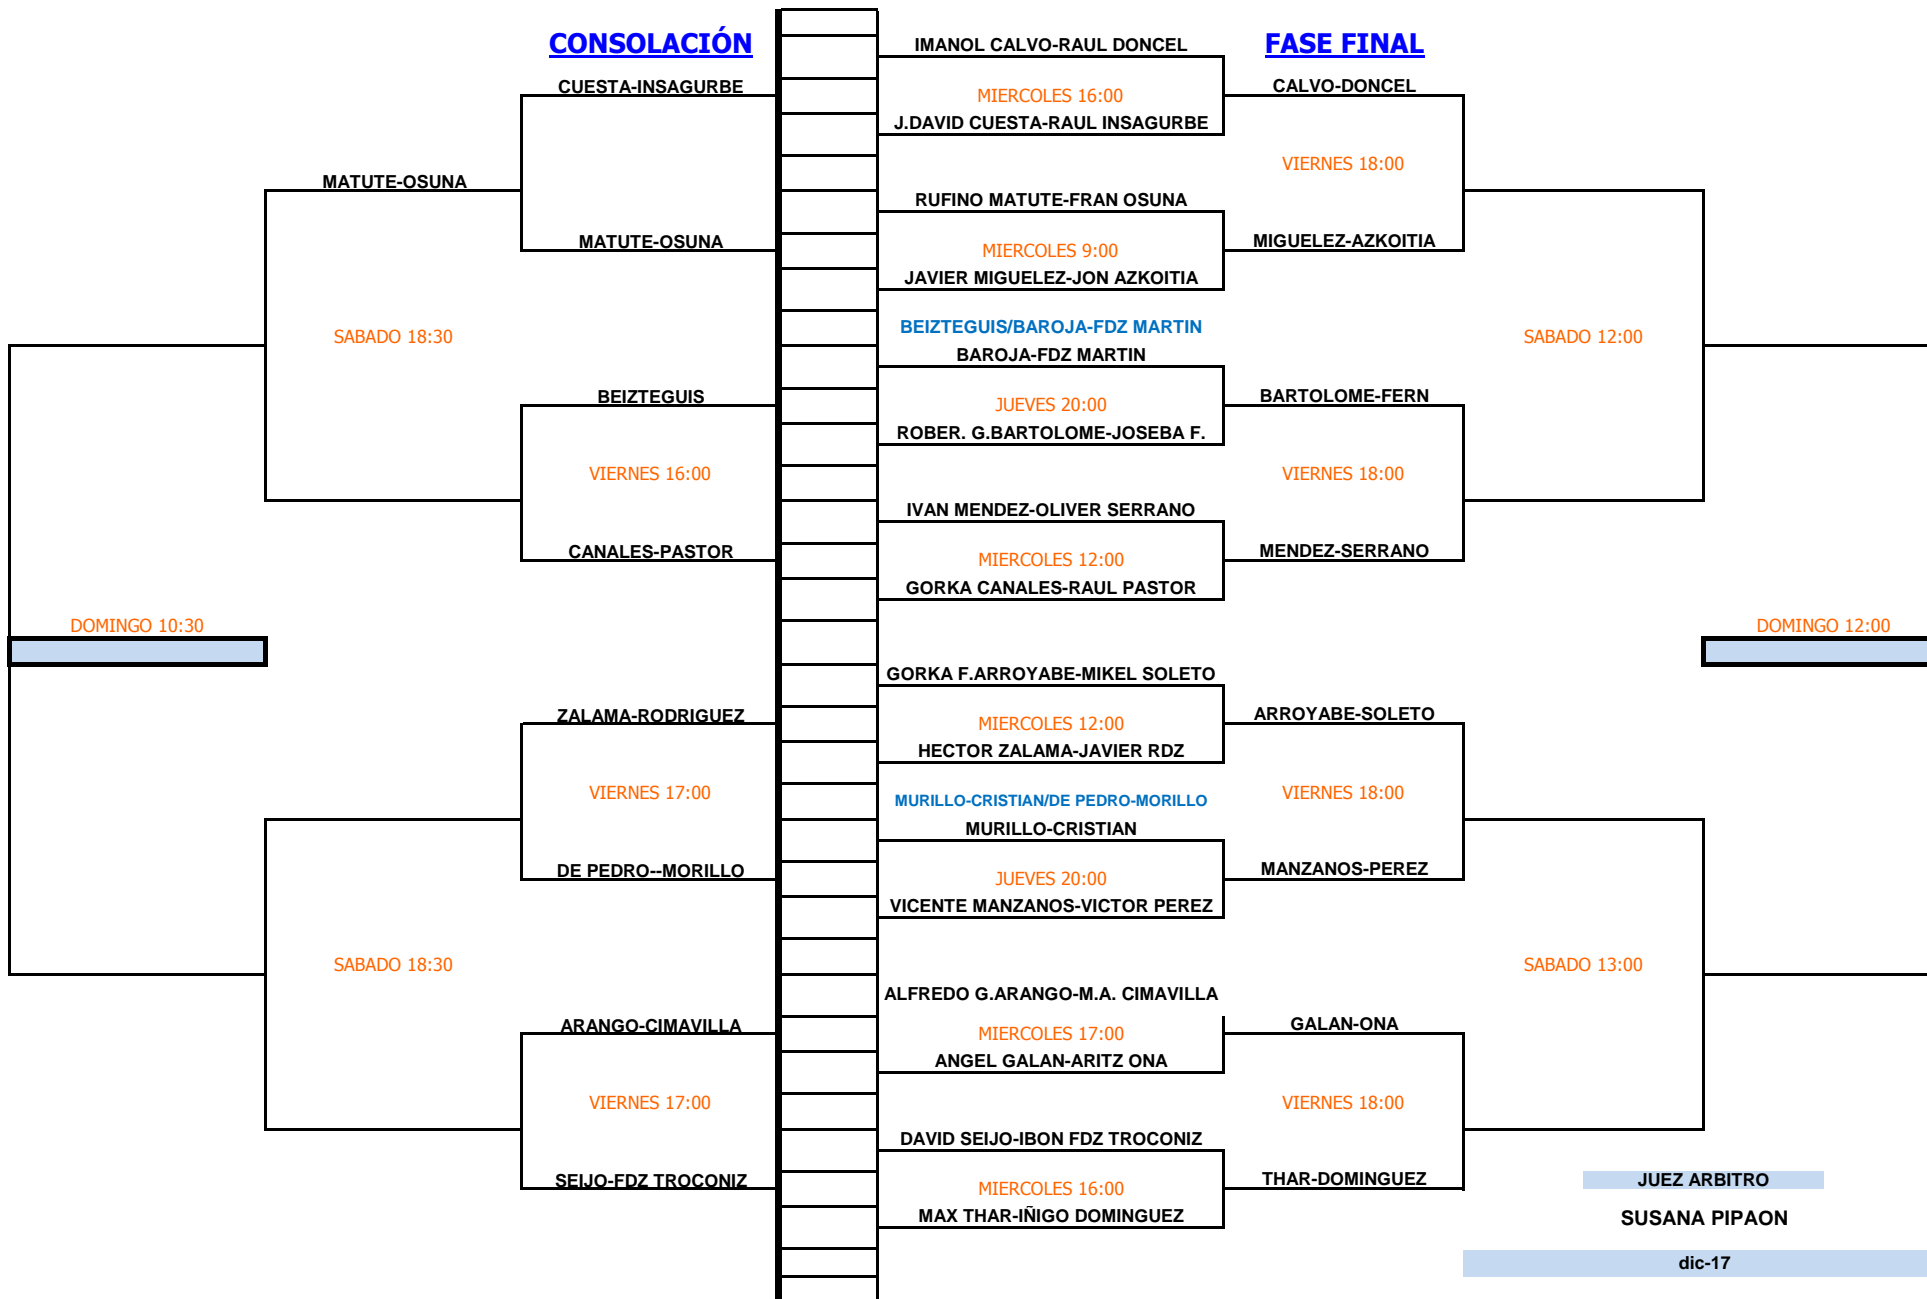 CONSOLACIÓN
IMANOL CALVO-RAUL DONCEL
FASE FINAL
CUESTA-INSAGURBE
CALVO-DONCEL
MIERCOLES 16:00
J.DAVID CUESTA-RAUL INSAGURBE
VIERNES 18:00
MATUTE-OSUNA
RUFINO MATUTE-FRAN OSUNA
MATUTE-OSUNA
MIGUELEZ-AZKOITIA
MIERCOLES 9:00
JAVIER MIGUELEZ-JON AZKOITIA
BEIZTEGUIS/BAROJA-FDZ MARTIN
SABADO 18:30
SABADO 12:00
BAROJA-FDZ MARTIN
BEIZTEGUIS
BARTOLOME-FERN
JUEVES 20:00
ROBER. G.BARTOLOME-JOSEBA F.
VIERNES 16:00
VIERNES 18:00
IVAN MENDEZ-OLIVER SERRANO
CANALES-PASTOR
MENDEZ-SERRANO
MIERCOLES 12:00
GORKA CANALES-RAUL PASTOR
DOMINGO 10:30
DOMINGO 12:00
GORKA F.ARROYABE-MIKEL SOLETO
ZALAMA-RODRIGUEZ
ARROYABE-SOLETO
MIERCOLES 12:00
HECTOR ZALAMA-JAVIER RDZ
VIERNES 17:00
MURILLO-CRISTIAN/DE PEDRO-MORILLO
VIERNES 18:00
MURILLO-CRISTIAN
DE PEDRO--MORILLO
MANZANOS-PEREZ
JUEVES 20:00
VICENTE MANZANOS-VICTOR PEREZ
SABADO 18:30
SABADO 13:00
ALFREDO G.ARANGO-M.A. CIMAVILLA
ARANGO-CIMAVILLA
GALAN-ONA
MIERCOLES 17:00
ANGEL GALAN-ARITZ ONA
VIERNES 17:00
VIERNES 18:00
DAVID SEIJO-IBON FDZ TROCONIZ
SEIJO-FDZ TROCONIZ
THAR-DOMINGUEZ
JUEZ ARBITRO
MIERCOLES 16:00
MAX THAR-IÑIGO DOMINGUEZ
SUSANA PIPAON
dic-17